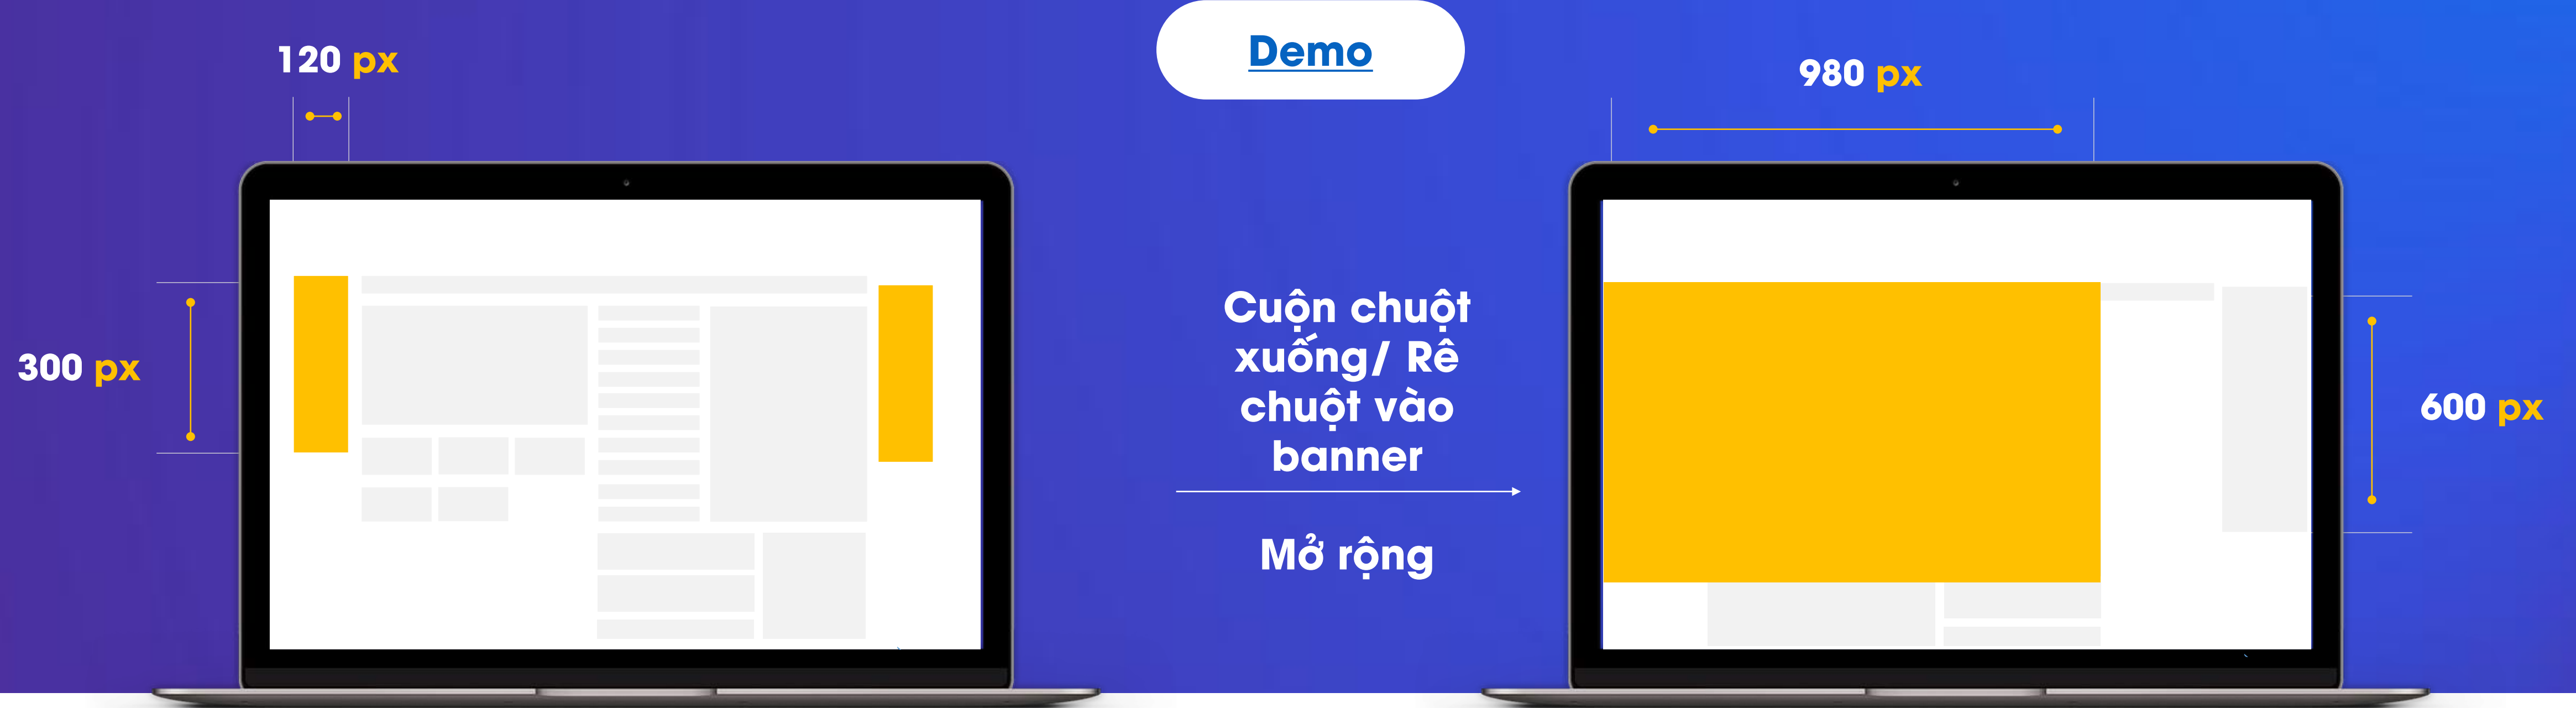 Demo
120 px
980 px
300 px
Cuộn chuột
xuống/ Rê
chuột vào
banner
Mở rộng
600 px